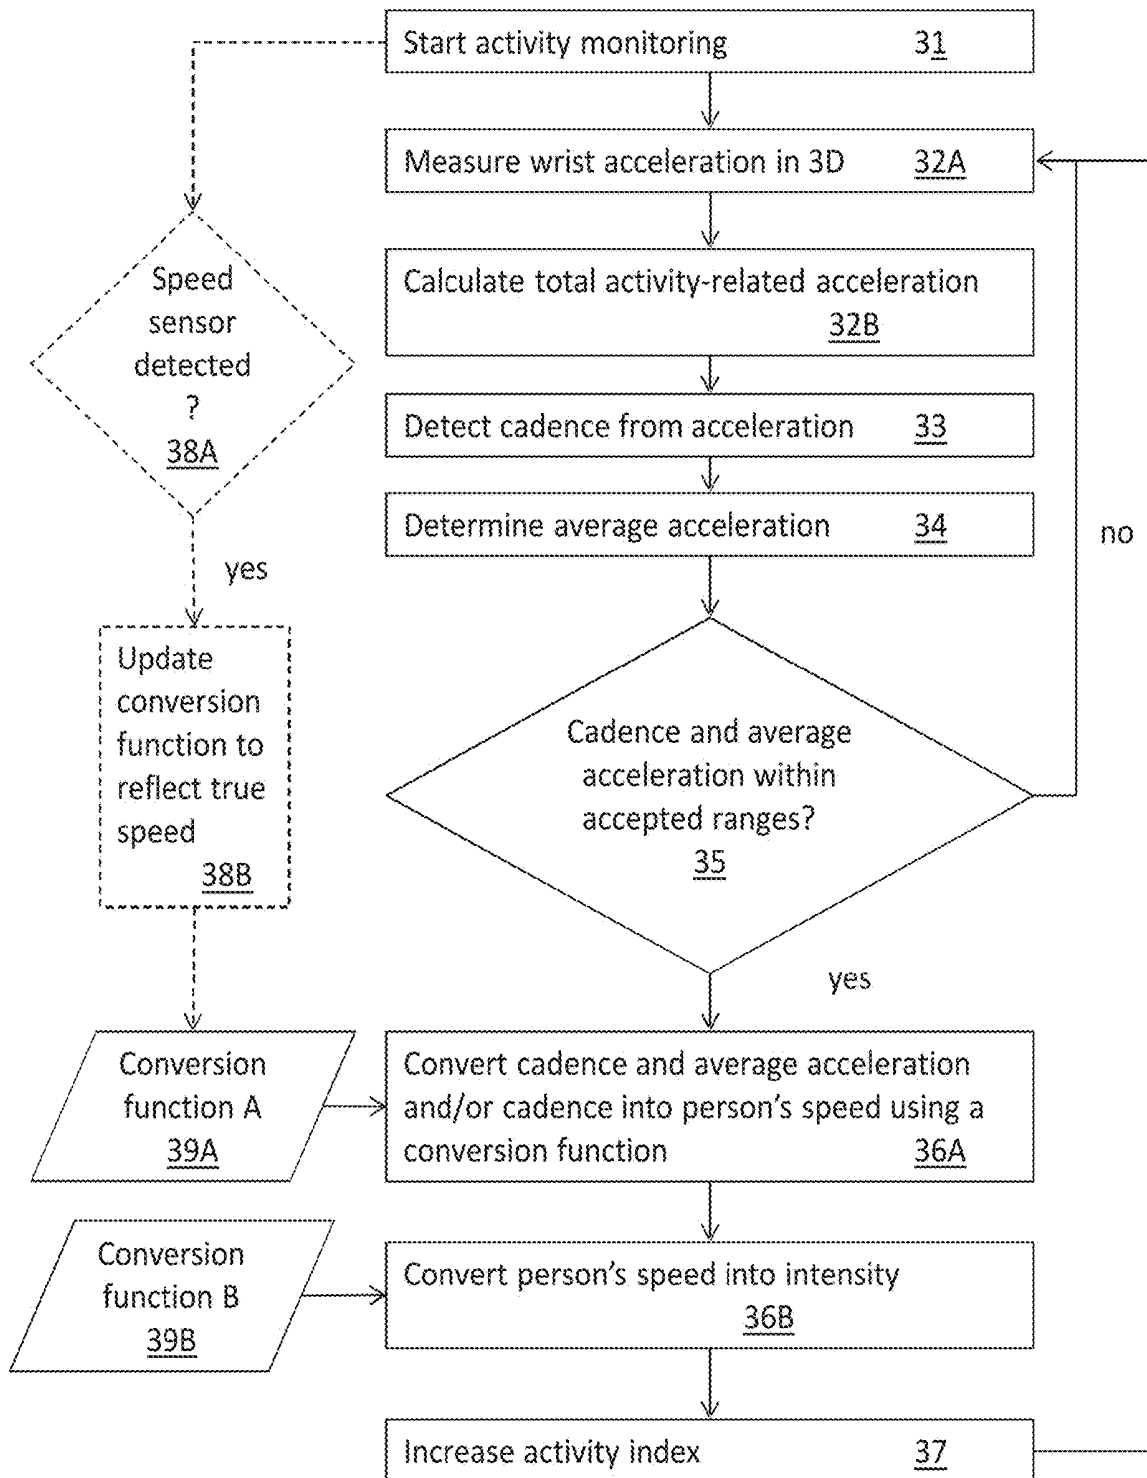 Start activity monitoring 31
Measure wrist acceleration in 3D 32A
Speed
sensor
detected
?
38A
Calculate total activity-related acceleration
32B
Detect cadence from acceleration 33
Determine average acceleration 34
no
yes
Update
conversion
function to
reflect true
speed
38B
Cadence and average
acceleration within
accepted ranges?
35
yes
Conversion
function A
39A
Convert cadence and average acceleration
and/or cadence into person's speed using a
conversion function 36A
Conversion
function B
39B
Convert person's speed into intensity
36B
Increase activity index 37